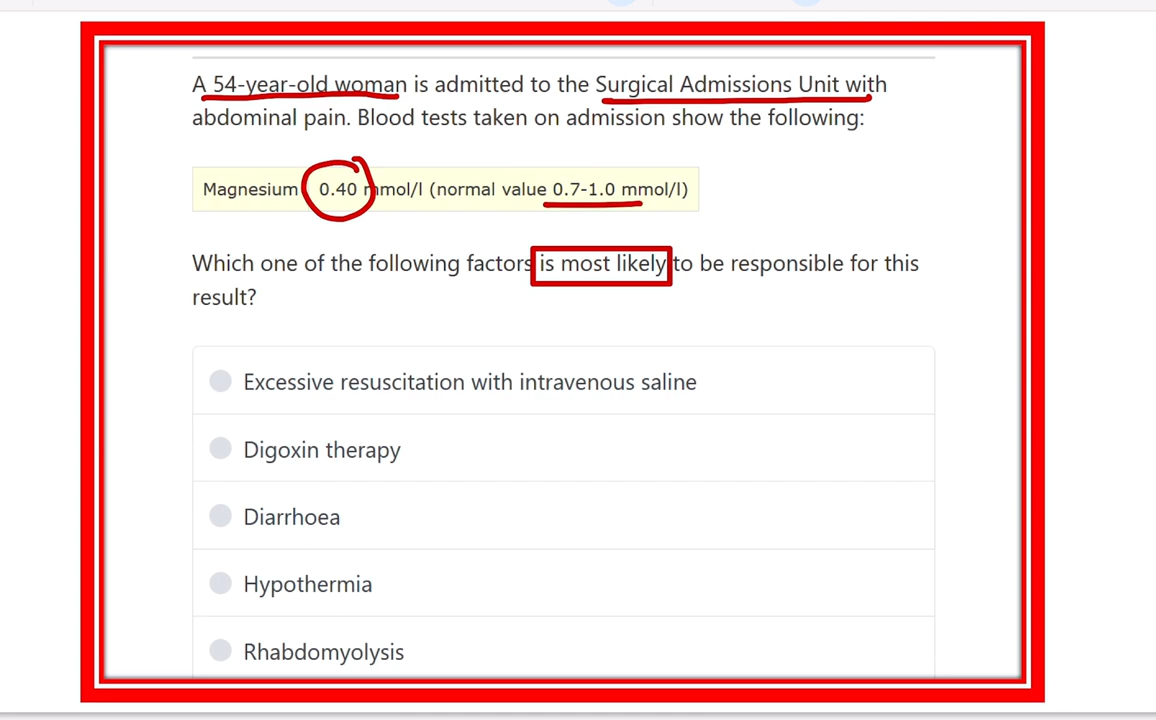 A 54-year-old woman is admitted to the Surgical Admissions Unit with
abdominal pain. Blood tests taken on admission show the following:
Magnesium 0.40 mmol/l (normal value 0.7-1.0 mmol/l)
Which one of the following factors is most likely to be responsible for this
result?
Excessive resuscitation with intravenous saline
Digoxin therapy
Diarrhoea
Hypothermia
Rhabdomyolysis